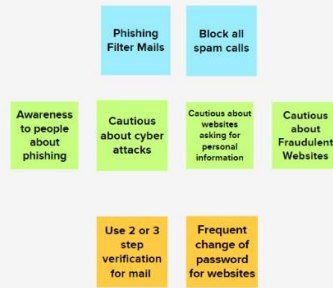 Phishing
Filter Mails
Block all
spam calls
Awareness
to people
about
phishing
Cautious
about cyber
attacks
Cautious about
websites
asking for
personal
information
Cautious
about
Fraudulent
Websites
Use 2 or 3
step
verification
for mail
Frequent
change of
password
for websites